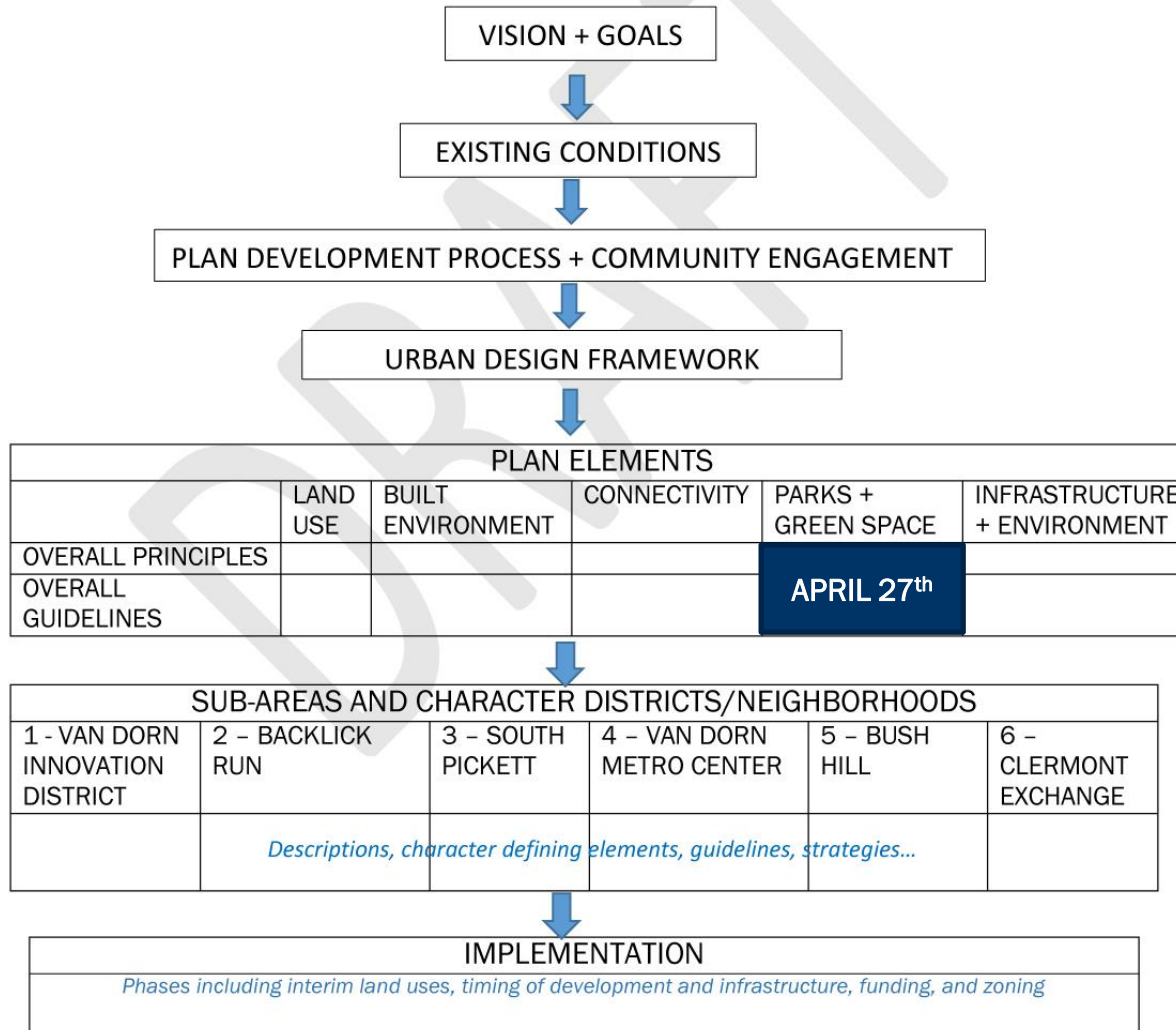 VISION + GOALS
EXISTING CONDITIONS
PLAN DEVELOPMENT PROCESS + COMMUNITY ENGAGEMENT
URBAN DESIGN FRAMEWORK
PLAN ELEMENTS
LAND
USE
BUILT
ENVIRONMENT
CONNECTIVITY
PARKS +
GREEN SPACE
INFRASTRUCTURE
+ ENVIRONMENT
OVERALL PRINCIPLES
OVERALL
GUIDELINES
APRIL 27th
SUB-AREAS AND CHARACTER DISTRICTS/NEIGHBORHOODS
1 - VAN DORN
INNOVATION
DISTRICT
2 – BACKLICK
RUN
3 – SOUTH
PICKETT
4 – VAN DORN
METRO CENTER
5 – BUSH
HILL
6 –
CLERMONT
EXCHANGE
Descriptions, character defining elements, guidelines, strategies...
IMPLEMENTATION
Phases including interim land uses, timing of development and infrastructure, funding, and zoning
DRAFT